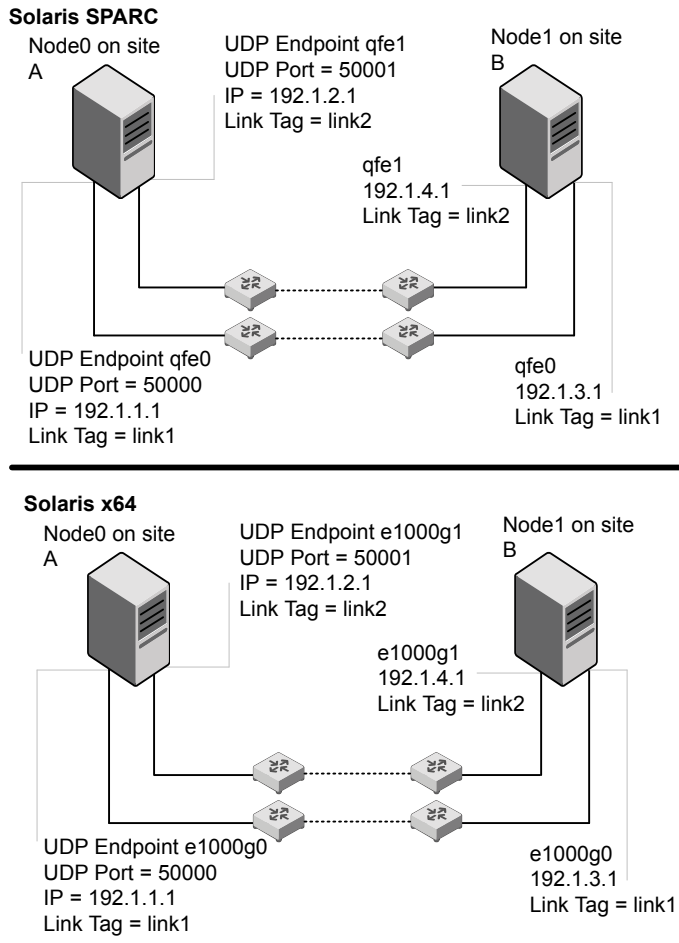 Solaris SPARC
Node0 on site
A
UDP Endpoint qfe1
UDP Port = 50001
IP = 192.1.2.1
Link Tag = link2
Node1 on site
B
qfe1
192.1.4.1
Link Tag = link2
UDP Endpoint qfe0
UDP Port = 50000
IP = 192.1.1.1
Link Tag = link1
qfe0
192.1.3.1
Link Tag = link1
Solaris x64
Node0 on site
A
UDP Endpoint e1000g1
UDP Port = 50001
IP = 192.1.2.1
Link Tag = link2
Node1 on site
B
e1000g1
192.1.4.1
Link Tag = link2
UDP Endpoint e1000g0
UDP Port = 50000
IP = 192.1.1.1
Link Tag = link1
e1000g0
192.1.3.1
Link Tag = link1